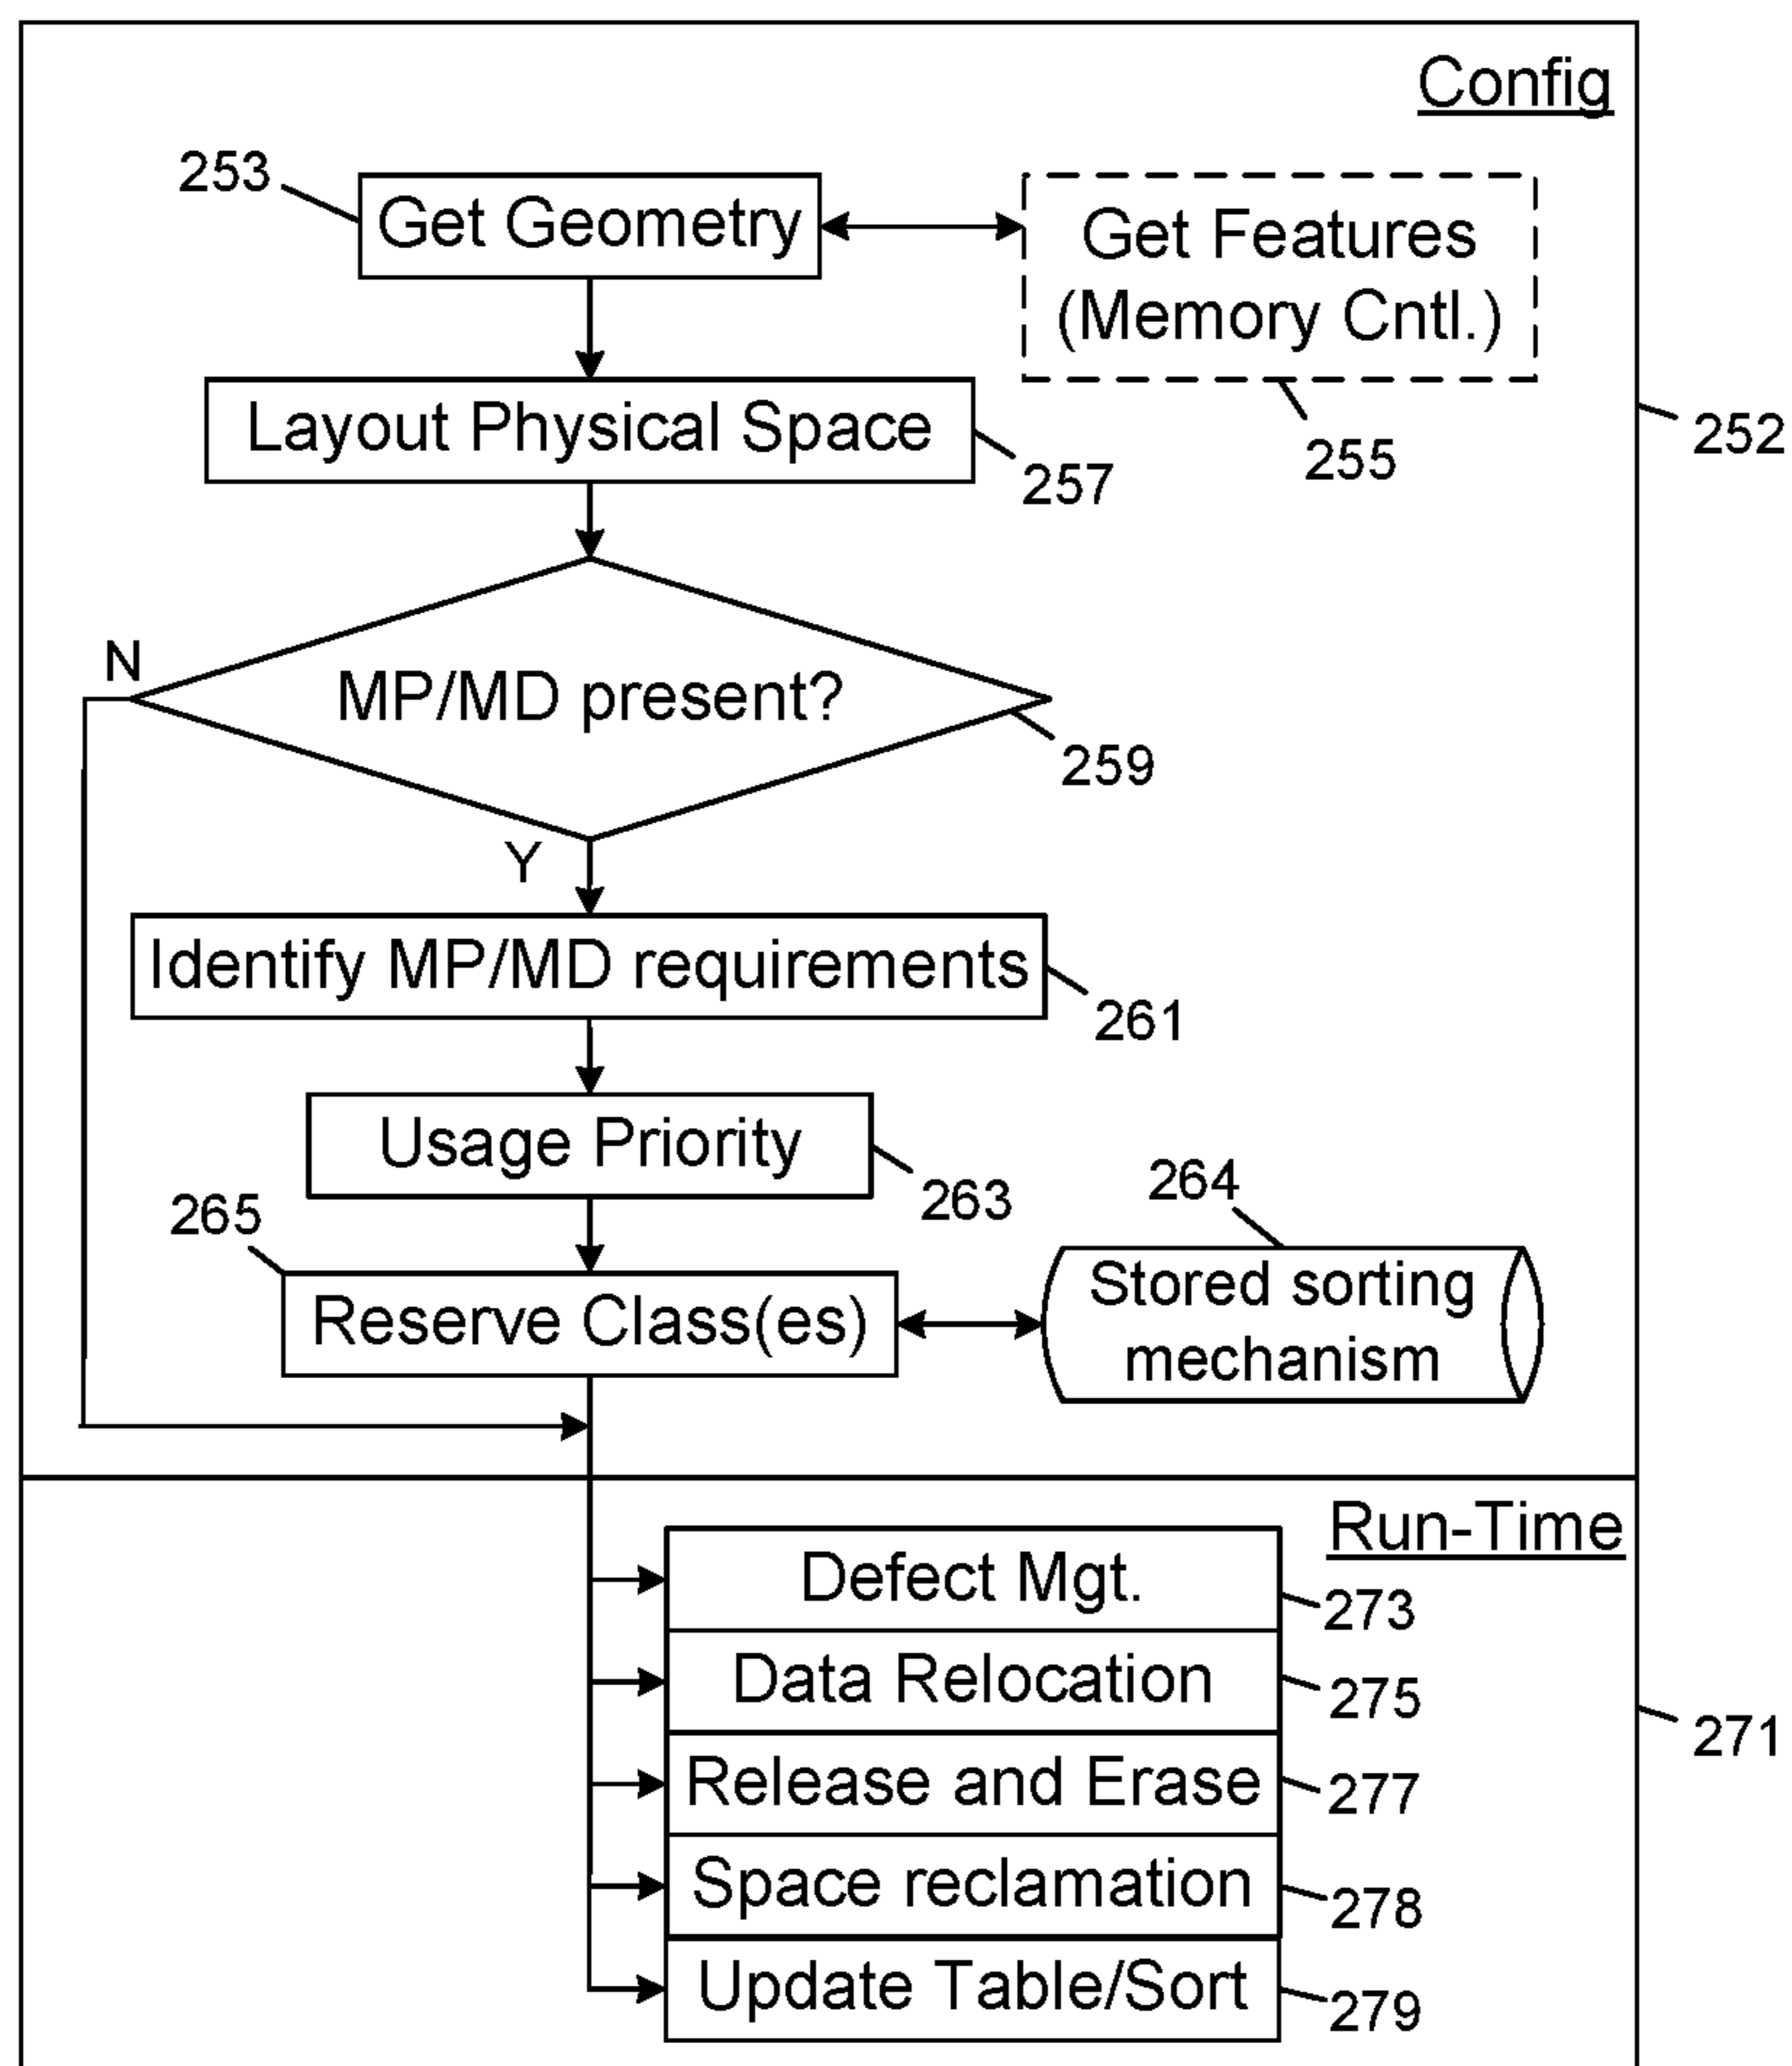 Config
253
Get Geometry
Get Features
(Memory Cntl.)
252
Layout Physical Space
255
257
N
MP/MD present?
259
Y
Identify MP/MD requirements
261
Usage Priority
263
264
265
Reserve Class(es)
Stored sorting
mechanism
Run-Time
Defect Mgt.
273
Data Relocation
275
271
Release and Erase
277
Space reclamation
278
Update Table/Sort
279